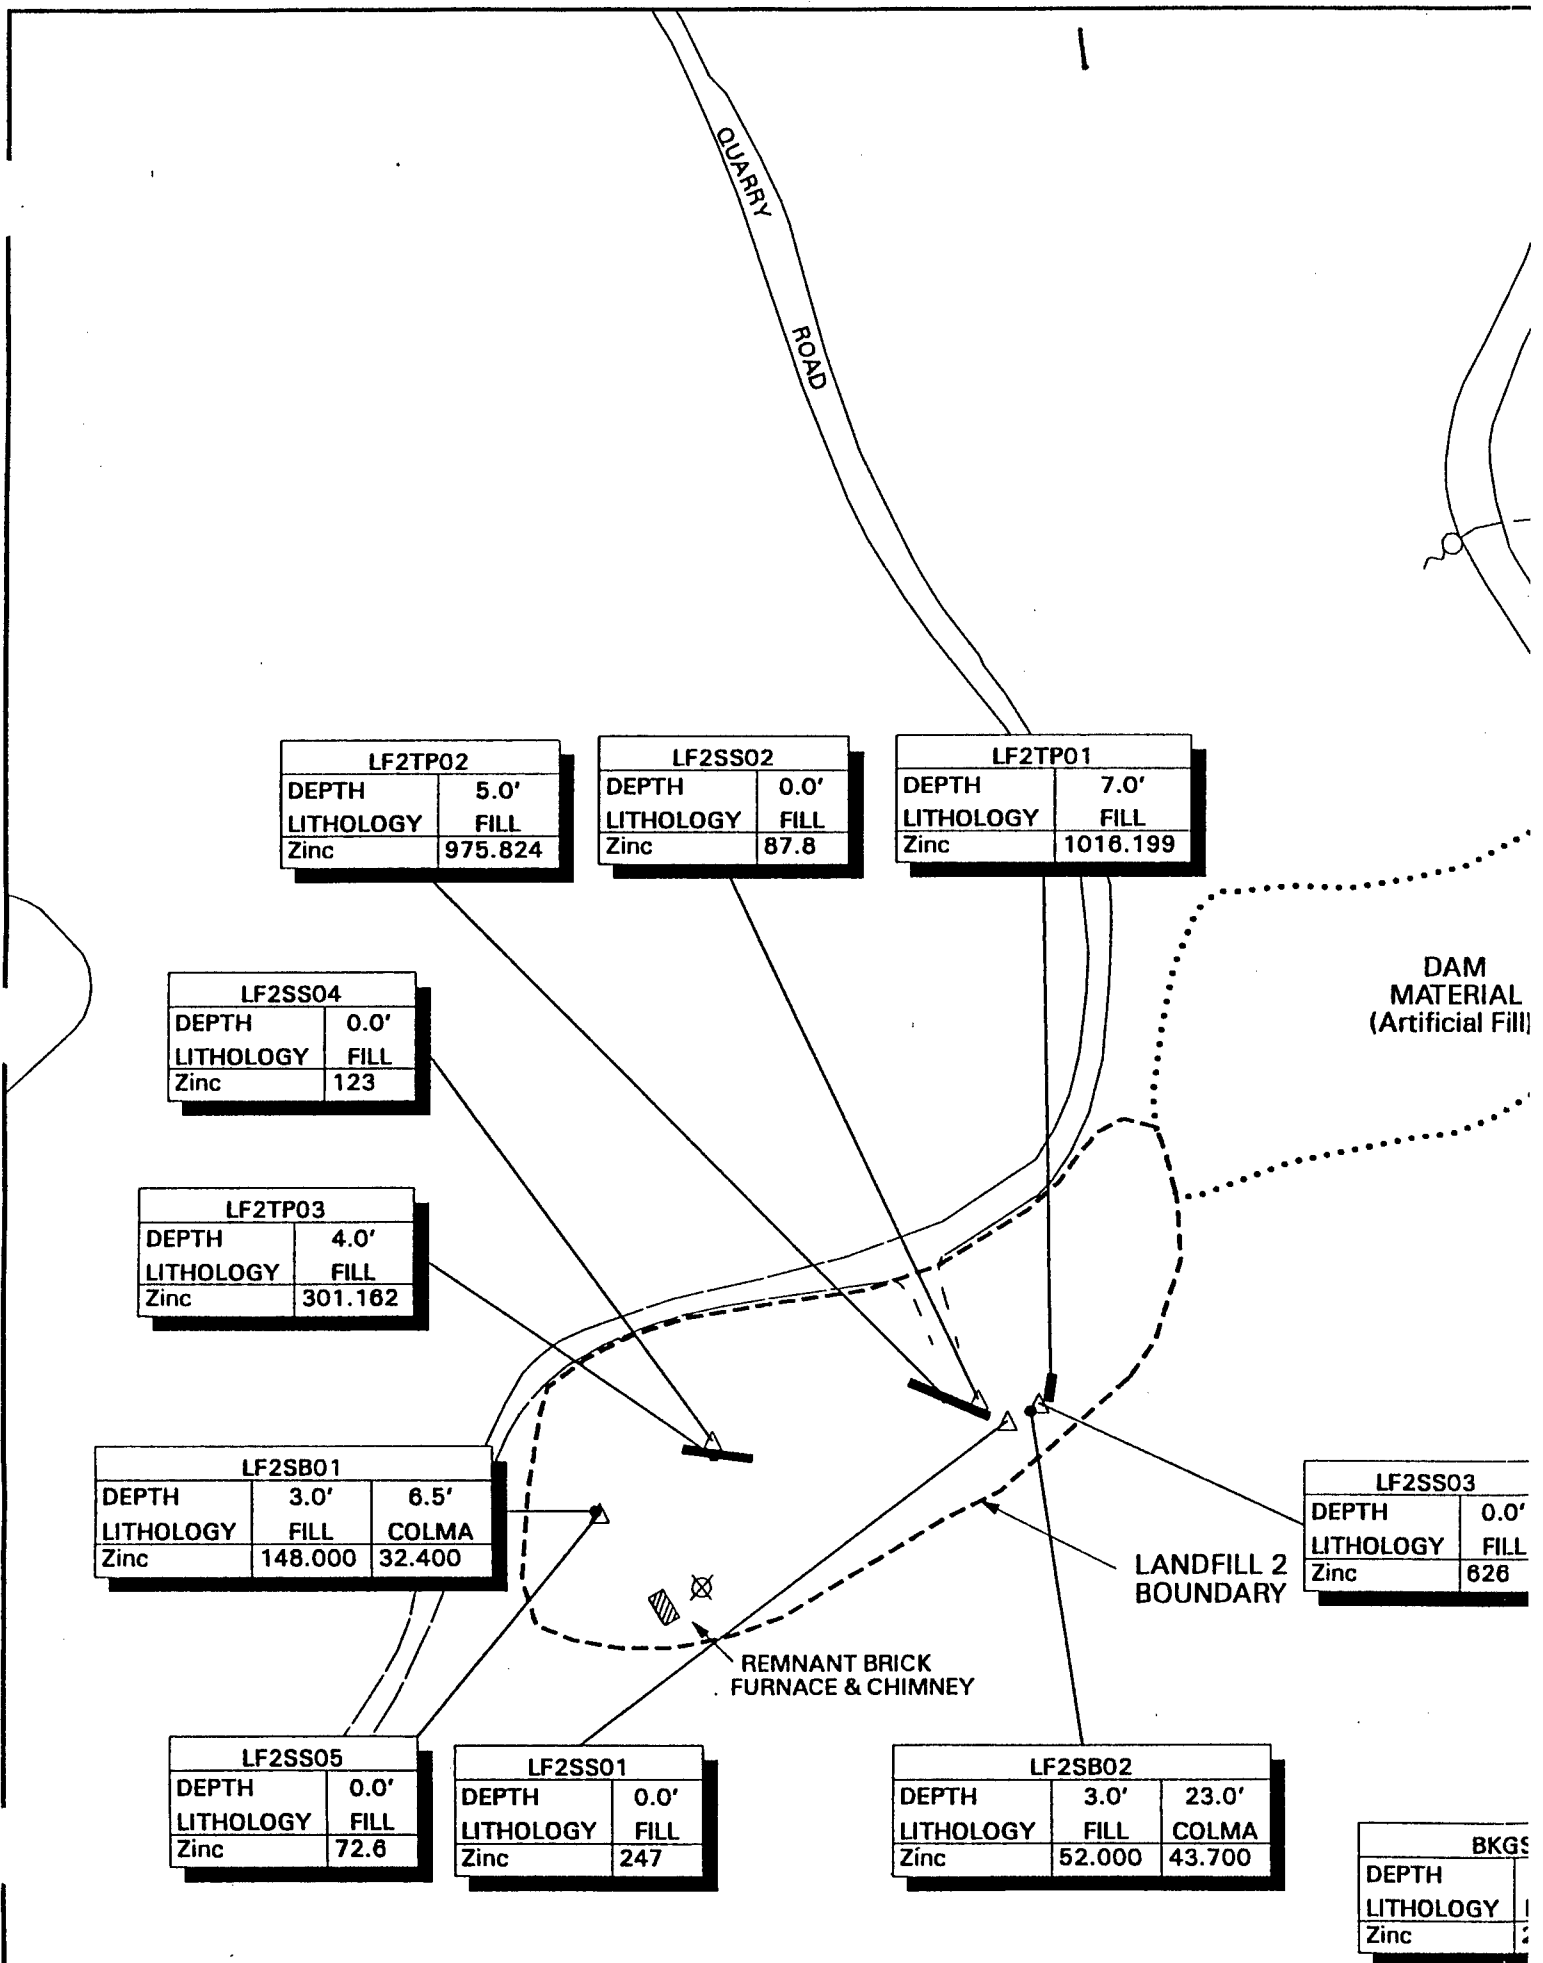 QUARRY
ROAD
LF2TP02
DEPTH 5.0'
LITHOLOGY FILL
Zinc 975.824
LF2SS02
DEPTH 0.0'
LITHOLOGY FILL
Zinc 87.8
LF2TP01
DEPTH 7.0'
LITHOLOGY FILL
Zinc 1016.199
DAM
MATERIAL
(Artificial Fill)
LF2SS04
DEPTH 0.0'
LITHOLOGY FILL
Zinc 123
LF2TP03
DEPTH 4.0'
LITHOLOGY FILL
Zinc 301.162
LF2SB01
DEPTH 3.0' 6.5'
LITHOLOGY FILL COLMA
Zinc 148.000 32.400
LF2SS03
DEPTH 0.0'
LITHOLOGY FILL
Zinc 626
LANDFILL 2
BOUNDARY
REMNANT BRICK
FURNACE & CHIMNEY
LF2SS05
DEPTH 0.0'
LITHOLOGY FILL
Zinc 72.6
LF2SS01
DEPTH 0.0'
LITHOLOGY FILL
Zinc 247
LF2SB02
DEPTH 3.0' 23.0'
LITHOLOGY FILL COLMA
Zinc 52.000 43.700
BKGS
DEPTH
LITHOLOGY
Zinc